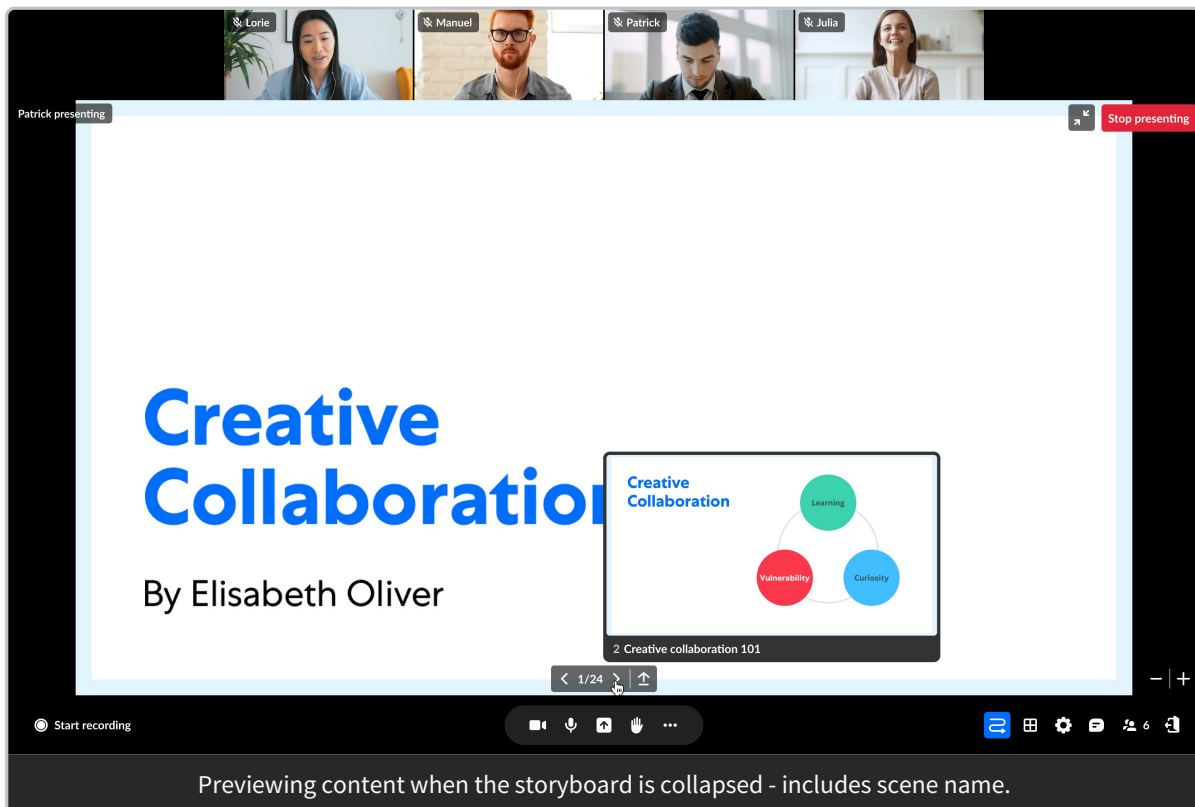 Lorie
Manuel
Patrick
Julia
Patrick presenting
Stop presenting
Creative
Collaboration
By Elisabeth Oliver
Creative
Collaboration
Learning
Vulnerability
Curiosity
2 Creative collaboration 101
1/24
Start recording
6
Previewing content when the storyboard is collapsed - includes scene name.